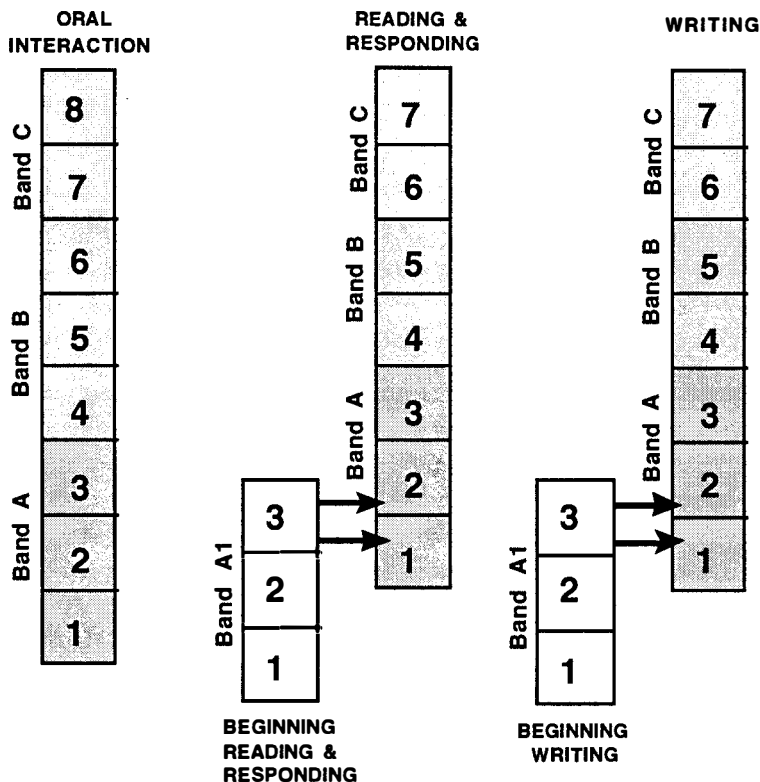 ORAL
INTERACTION
8
7
6
5
4
3
2
1
Band C
Band B
Band A
READING &
RESPONDING
7
6
5
4
3
2
1
Band C
Band B
Band A
3
2
1
Band A1
BEGINNING
READING &
RESPONDING
WRITING
7
6
5
4
3
2
1
Band C
Band B
Band A
3
2
1
Band A1
BEGINNING
WRITING